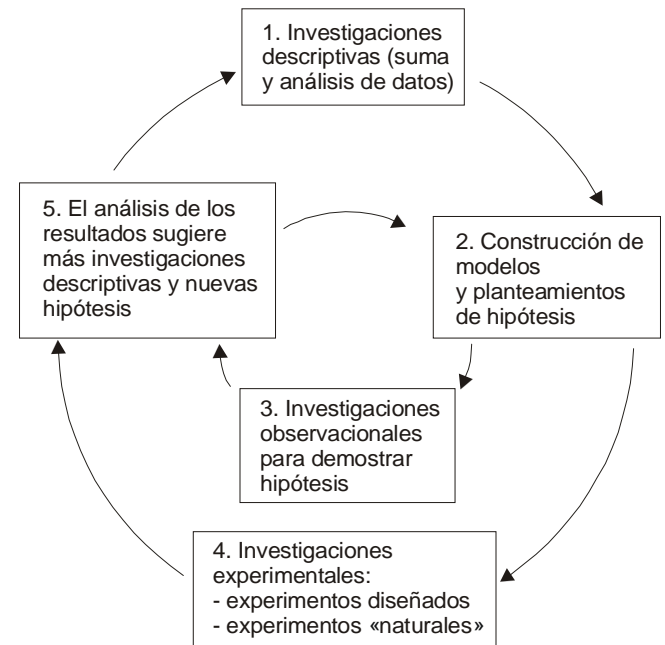 1. Investigaciones
descriptivas (suma
y análisis de datos)
5. El análisis de los
resultados sugiere
más investigaciones
descriptivas y nuevas
hipótesis
2. Construcción de
modelos
y planteamientos
de hipótesis
3. Investigaciones
observacionales
para demostrar
hipótesis
4. Investigaciones
experimentales:
- experimentos diseñados
- experimentos «naturales»